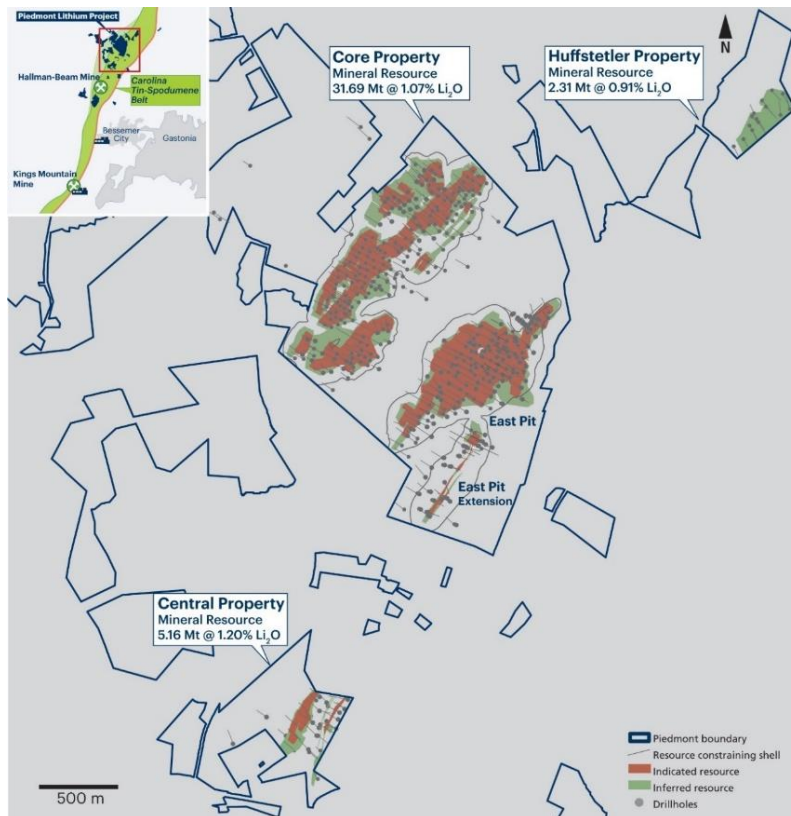 Piedmont Lithium Project
Hallman-Beam Mine
Carolina
Tin-Spodumene
Belt
Bessemer
City
Gastonia
Kings Mountain
Mine
Core Property
Mineral Resource
31.69 Mt @ 1.07% Li₂O
Huffstetler Property
Mineral Resource
2.31 Mt @ 0.91% Li₂O
N
East Pit
East Pit
Extension
Central Property
Mineral Resource
5.16 Mt @ 1.20% Li₂O
500 m
Piedmont boundary
Resource constraining shell
Indicated resource
Inferred resource
Drillholes